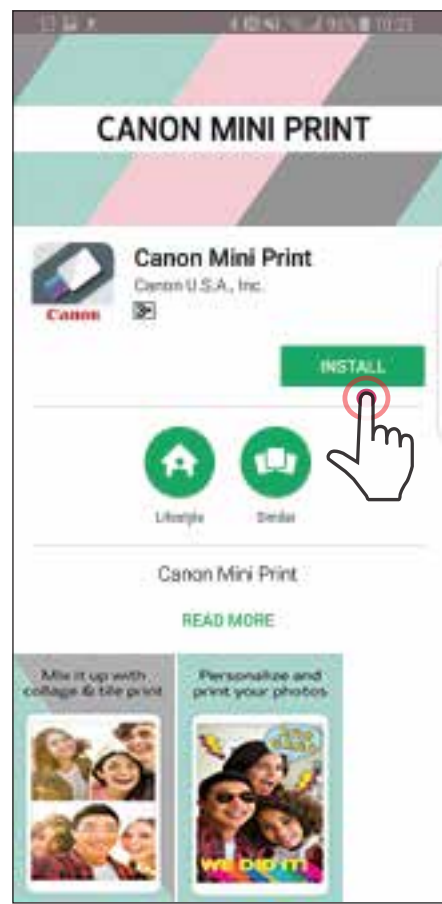 CANON MINI PRINT
Canon Mini Print
Canon U.S.A., Inc.
Canon
3+
INSTALL
Lifestyle
Similar
Canon Mini Print
READ MORE
Mix it up with
collage & tile print
Personalize and
print your photos
WE DID IT!